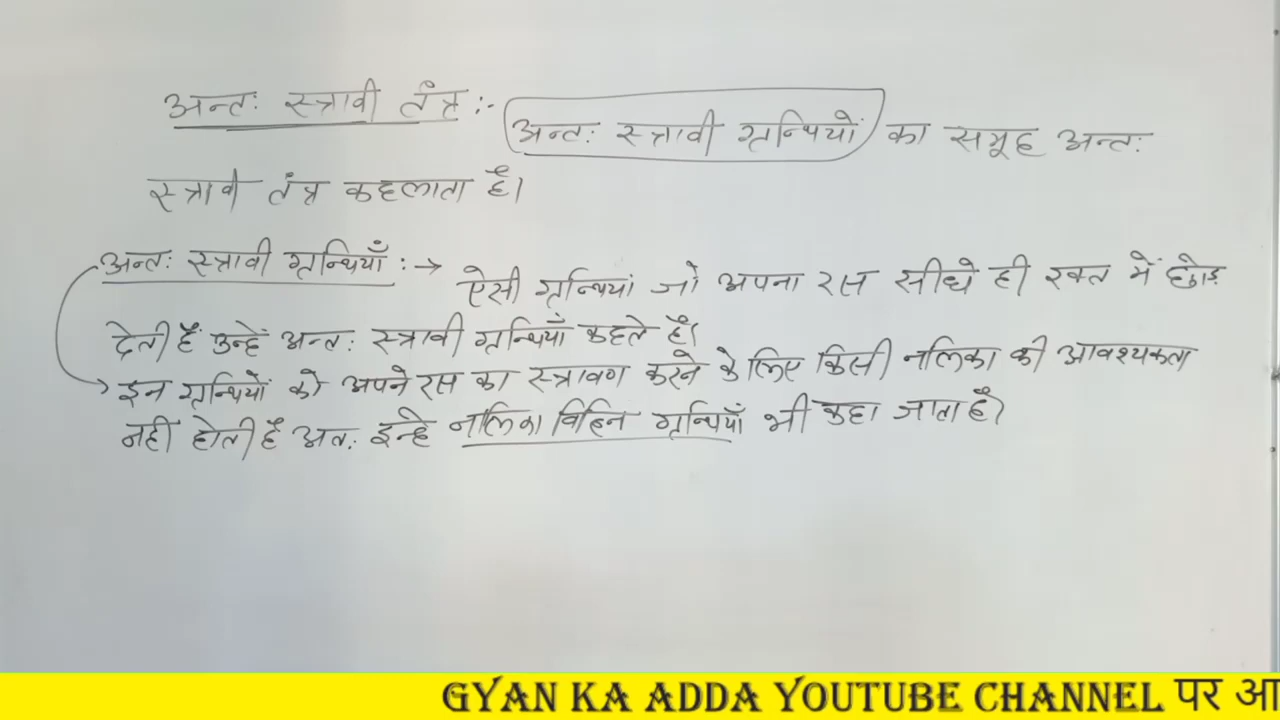 अन्तः स्त्रावी तंत्र :- अन्तः स्त्रावी ग्रन्थियों का समूह अन्तः
स्त्रावी तंत्र कहलाता है।
अन्तः स्त्रावी ग्रन्थियाँ :→ ऐसी ग्रन्थियां जो अपना रस सीधे ही रक्त में छोड़
देती हैं उन्हें अन्तः स्त्रावी ग्रन्थियाँ कहते हैं।
→ इन ग्रन्थियों को अपने रस का स्त्रावण करने के लिए किसी नलिका की आवश्यकता
नहीं होती है अतः इन्हे नलिका विहिन ग्रन्थियाँ भी कहा जाता है।
GYAN KA ADDA YOUTUBE CHANNEL पर आ